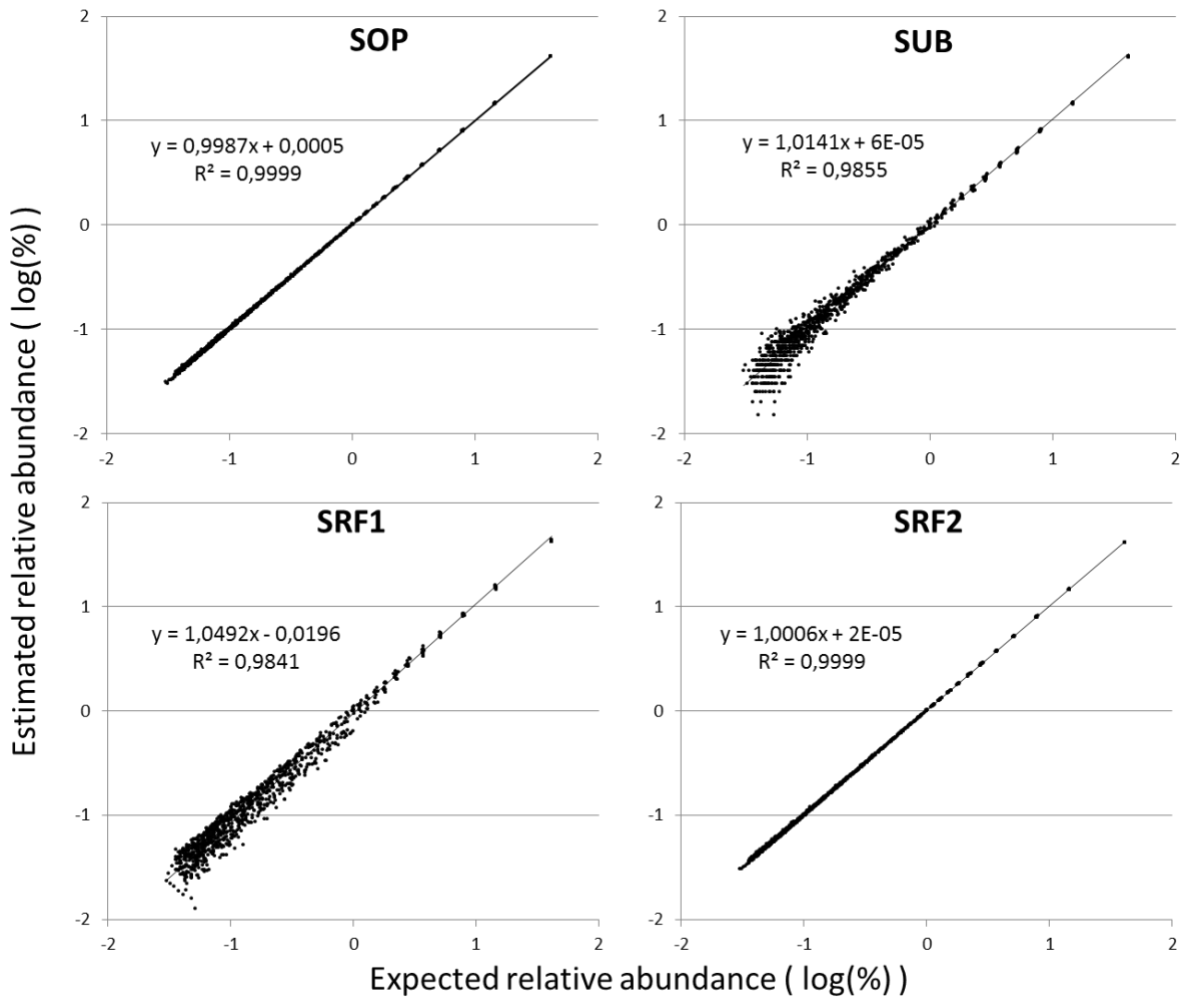 Estimated relative abundance ( log(%) )
SOP
y = 0,9987x + 0,0005
R² = 0,9999
2
1
0
-1
-2
-2 -1 0 1 2
SUB
y = 1,0141x + 6E-05
R² = 0,9855
2
1
0
-1
-2
-2 -1 0 1 2
SRF1
y = 1,0492x - 0,0196
R² = 0,9841
2
1
0
-1
-2
-2 -1 0 1 2
SRF2
y = 1,0006x + 2E-05
R² = 0,9999
2
1
0
-1
-2
-2 -1 0 1 2
Expected relative abundance ( log(%) )